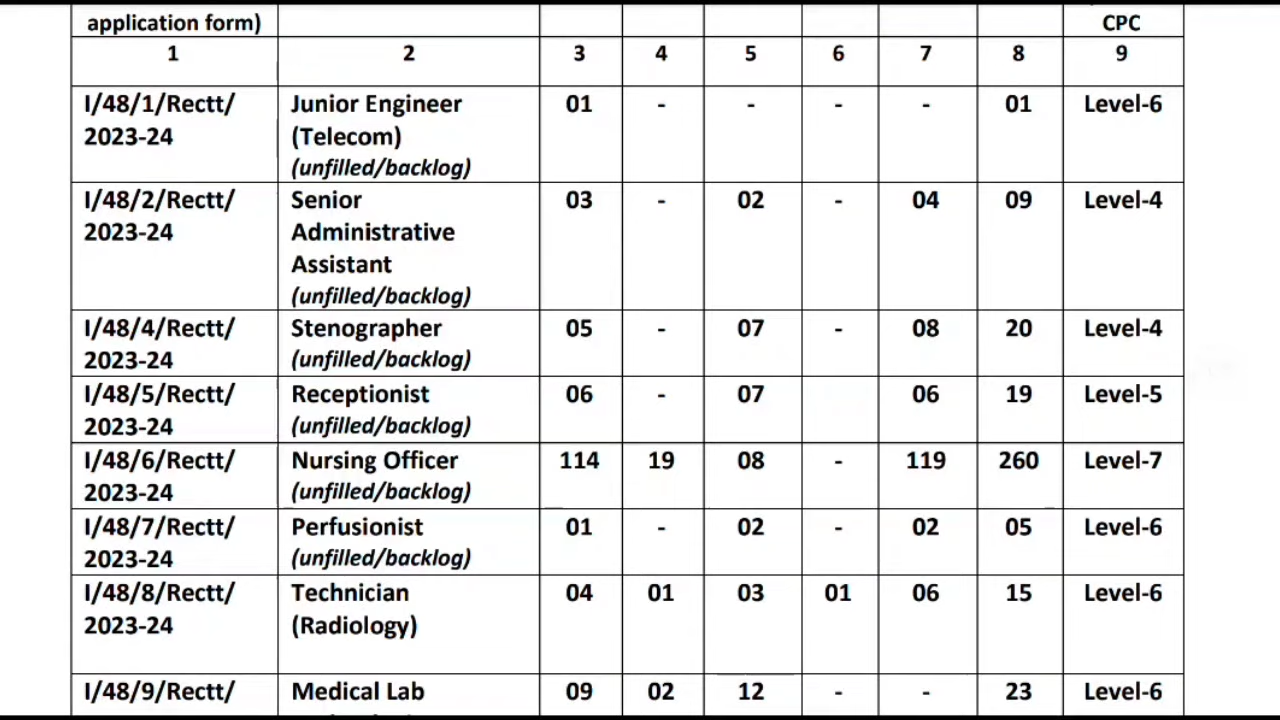 application form) CPC
1 2 3 4 5 6 7 8 9
I/48/1/Rectt/ Junior Engineer 01 - - - - 01 Level-6
2023-24 (Telecom)
(unfilled/backlog)
I/48/2/Rectt/ Senior 03 - 02 - 04 09 Level-4
2023-24 Administrative
Assistant
(unfilled/backlog)
I/48/4/Rectt/ Stenographer 05 - 07 - 08 20 Level-4
2023-24 (unfilled/backlog)
I/48/5/Rectt/ Receptionist 06 - 07 06 19 Level-5
2023-24 (unfilled/backlog)
I/48/6/Rectt/ Nursing Officer 114 19 08 - 119 260 Level-7
2023-24 (unfilled/backlog)
I/48/7/Rectt/ Perfusionist 01 - 02 - 02 05 Level-6
2023-24 (unfilled/backlog)
I/48/8/Rectt/ Technician 04 01 03 01 06 15 Level-6
2023-24 (Radiology)
I/48/9/Rectt/ Medical Lab 09 02 12 - - 23 Level-6